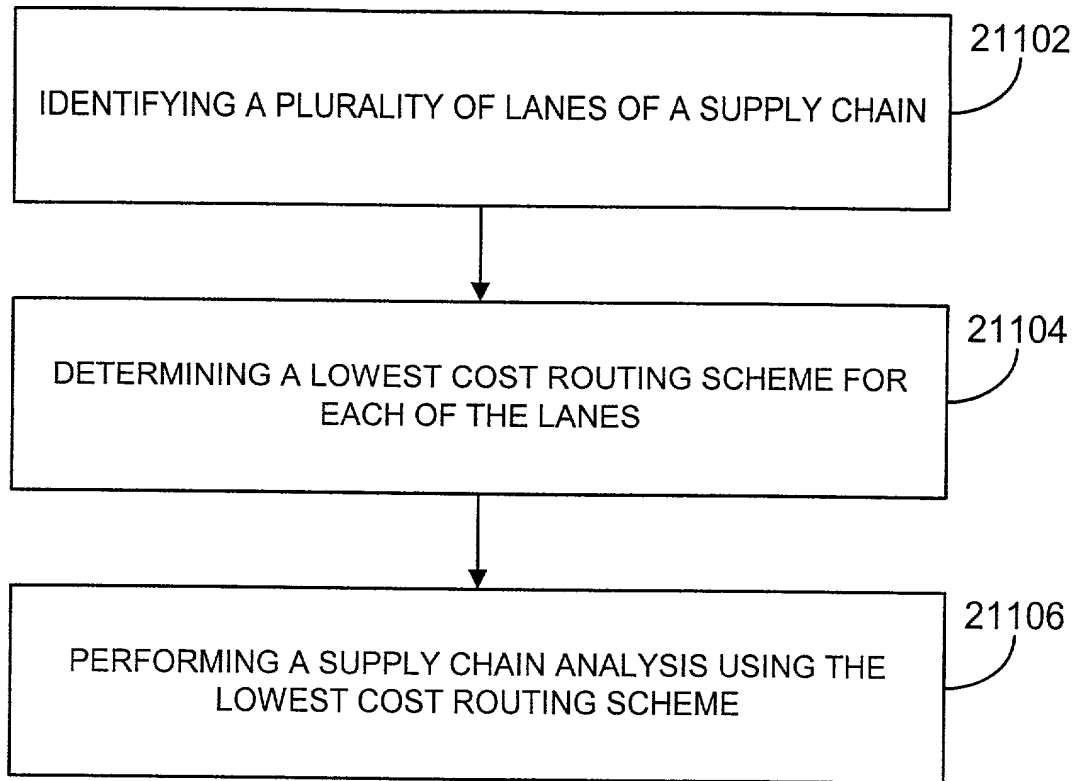 21102
IDENTIFYING A PLURALITY OF LANES OF A SUPPLY CHAIN
21104
DETERMINING A LOWEST COST ROUTING SCHEME FOR
EACH OF THE LANES
21106
PERFORMING A SUPPLY CHAIN ANALYSIS USING THE
LOWEST COST ROUTING SCHEME